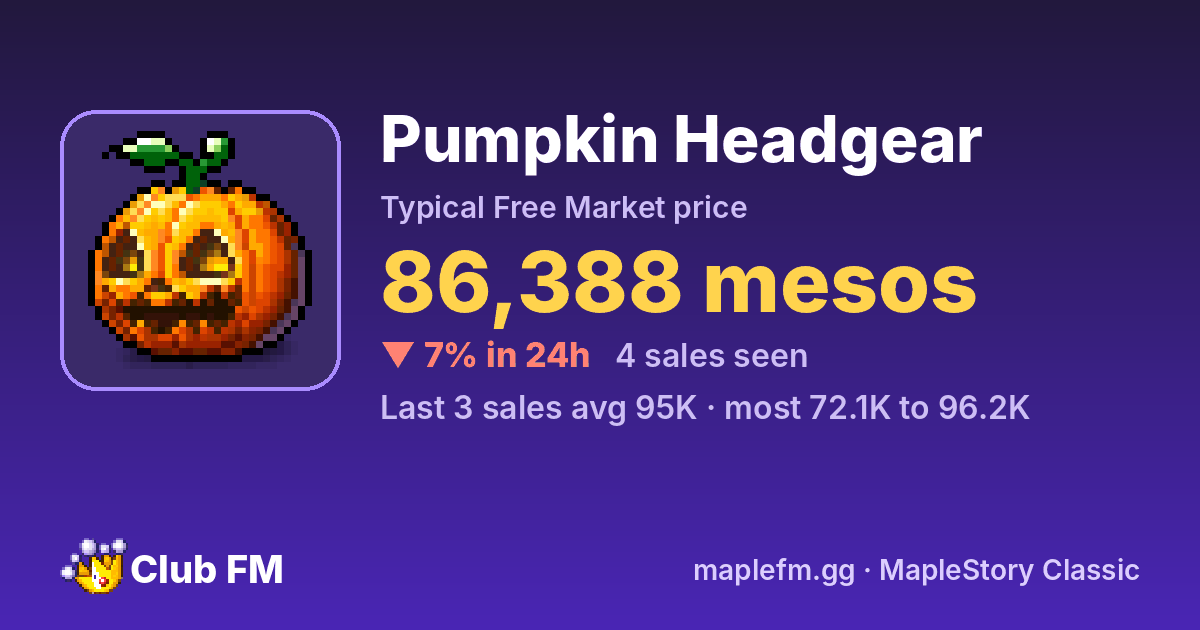 Pumpkin Headgear
Typical Free Market price
86,388 mesos
▼ 7% in 24h 4 sales seen
Last 3 sales avg 95K · most 72.1K to 96.2K
Club FM
maplefm.gg · MapleStory Classic